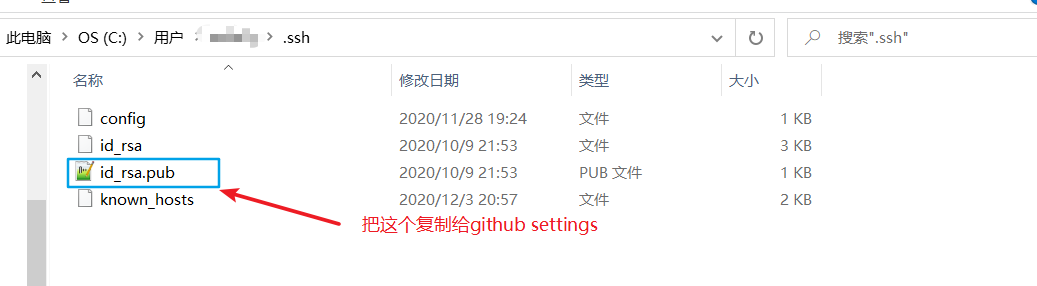 此电脑 > OS (C:) > 用户 > > .ssh
搜索".ssh"
名称 修改日期 类型 大小
config 2020/11/28 19:24 文件 1 KB
id_rsa 2020/10/9 21:53 文件 3 KB
id_rsa.pub 2020/10/9 21:53 PUB 文件 1 KB
known_hosts 2020/12/3 20:57 文件 2 KB
把这个复制给github settings